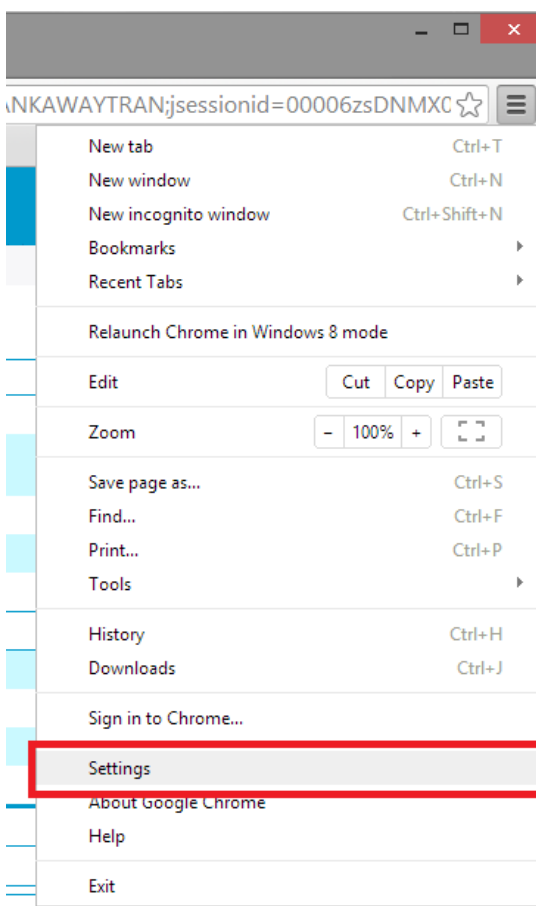 ANKAWAYTRAN;jsessionid=00006zsDNMX0
New tab Ctrl+T
New window Ctrl+N
New incognito window Ctrl+Shift+N
Bookmarks
Recent Tabs
Relaunch Chrome in Windows 8 mode
Edit Cut Copy Paste
Zoom - 100% +
Save page as... Ctrl+S
Find... Ctrl+F
Print... Ctrl+P
Tools
History Ctrl+H
Downloads Ctrl+J
Sign in to Chrome...
Settings
About Google Chrome
Help
Exit